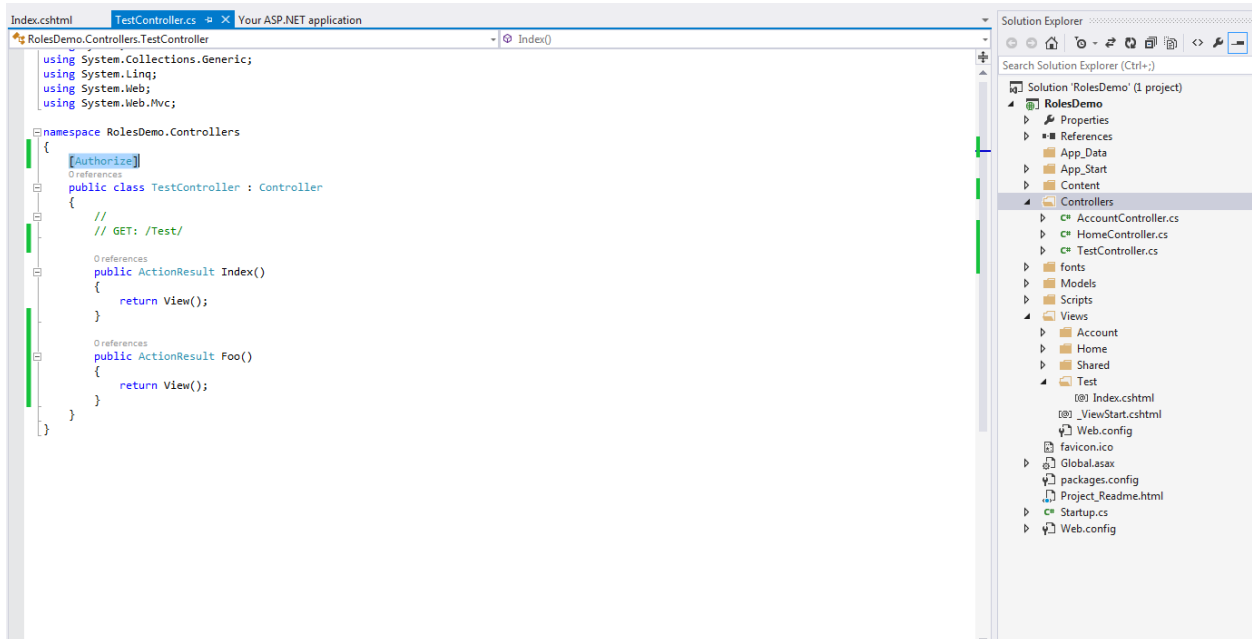 Index.cshtml TestController.cs Your ASP.NET application
RolesDemo.Controllers.TestController Index()
using System.Collections.Generic;
using System.Linq;
using System.Web;
using System.Web.Mvc;
namespace RolesDemo.Controllers
{
[Authorize]
0 references
public class TestController : Controller
{
//
// GET: /Test/
0 references
public ActionResult Index()
{
return View();
}
0 references
public ActionResult Foo()
{
return View();
}
}
}
Solution Explorer
Search Solution Explorer (Ctrl+;)
Solution 'RolesDemo' (1 project)
RolesDemo
Properties
References
App_Data
App_Start
Content
Controllers
C# AccountController.cs
C# HomeController.cs
C# TestController.cs
fonts
Models
Scripts
Views
Account
Home
Shared
Test
[@] Index.cshtml
[@] _ViewStart.cshtml
Web.config
favicon.ico
Global.asax
packages.config
Project_Readme.html
C# Startup.cs
Web.config